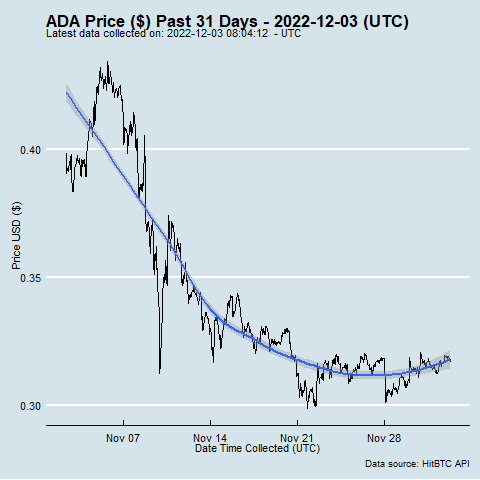 ADA Price ($) Past 31 Days - 2022-12-03 (UTC)
Latest data collected on: 2022-12-03 08:04:12  - UTC
Price USD ($)
0.40
0.35
0.30
Nov 07
Nov 14
Nov 21
Nov 28
Date Time Collected (UTC)
Data source: HitBTC API